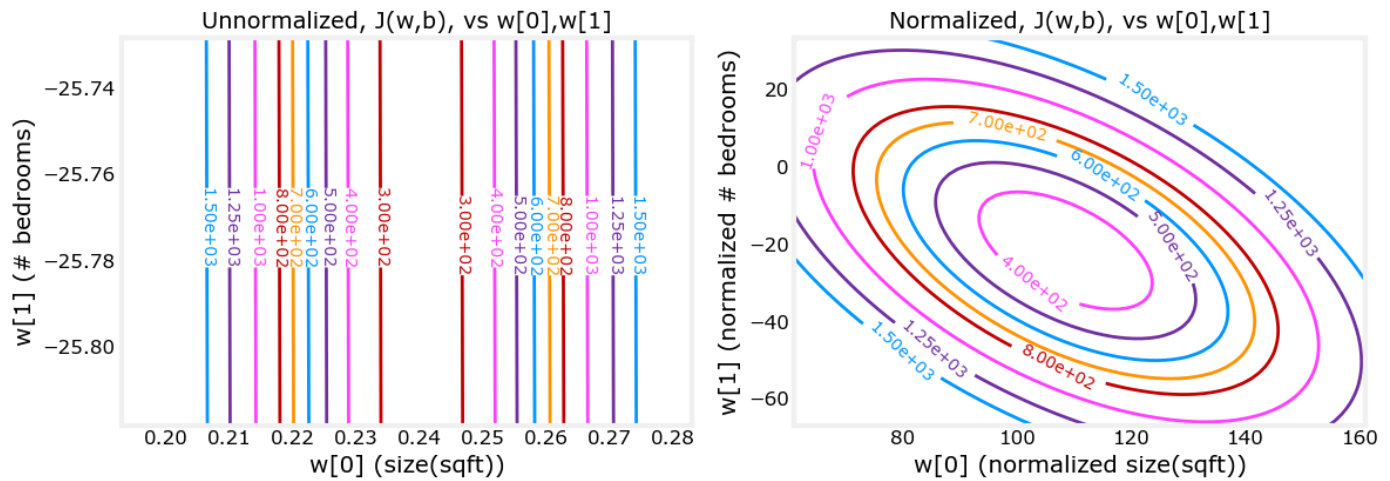 Unnormalized, J(w,b), vs w[0],w[1]
w[1] (# bedrooms)
−25.74
−25.76
−25.78
−25.80
1.50e+03
1.25e+03
1.00e+03
8.00e+02
7.00e+02
6.00e+02
5.00e+02
4.00e+02
3.00e+02
3.00e+02
4.00e+02
5.00e+02
6.00e+02
7.00e+02
8.00e+02
1.00e+03
1.25e+03
1.50e+03
0.20 0.21 0.22 0.23 0.24 0.25 0.26 0.27 0.28
w[0] (size(sqft))
Normalized, J(w,b), vs w[0],w[1]
w[1] (normalized # bedrooms)
20
0
−20
−40
−60
1.50e+03
1.00e+03
7.00e+02
6.00e+02
1.25e+03
5.00e+02
4.00e+02
8.00e+02
1.25e+03
1.50e+03
80 100 120 140 160
w[0] (normalized size(sqft))